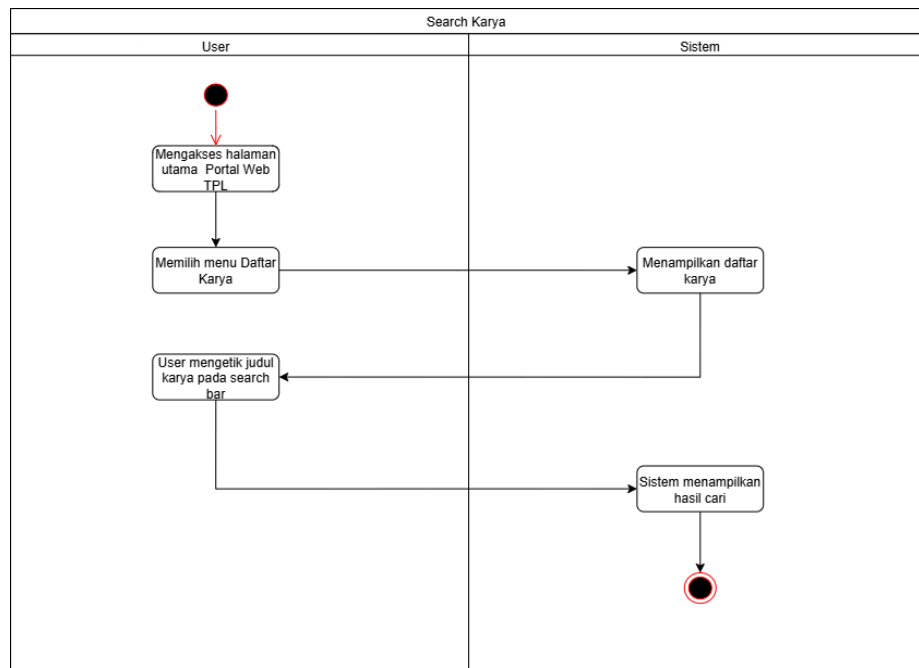 Search Karya
User
Sistem
Mengakses halaman
utama Portal Web
TPL
Memilih menu Daftar
Karya
Menampilkan daftar
karya
User mengetik judul
karya pada search
bar
Sistem menampilkan
hasil cari